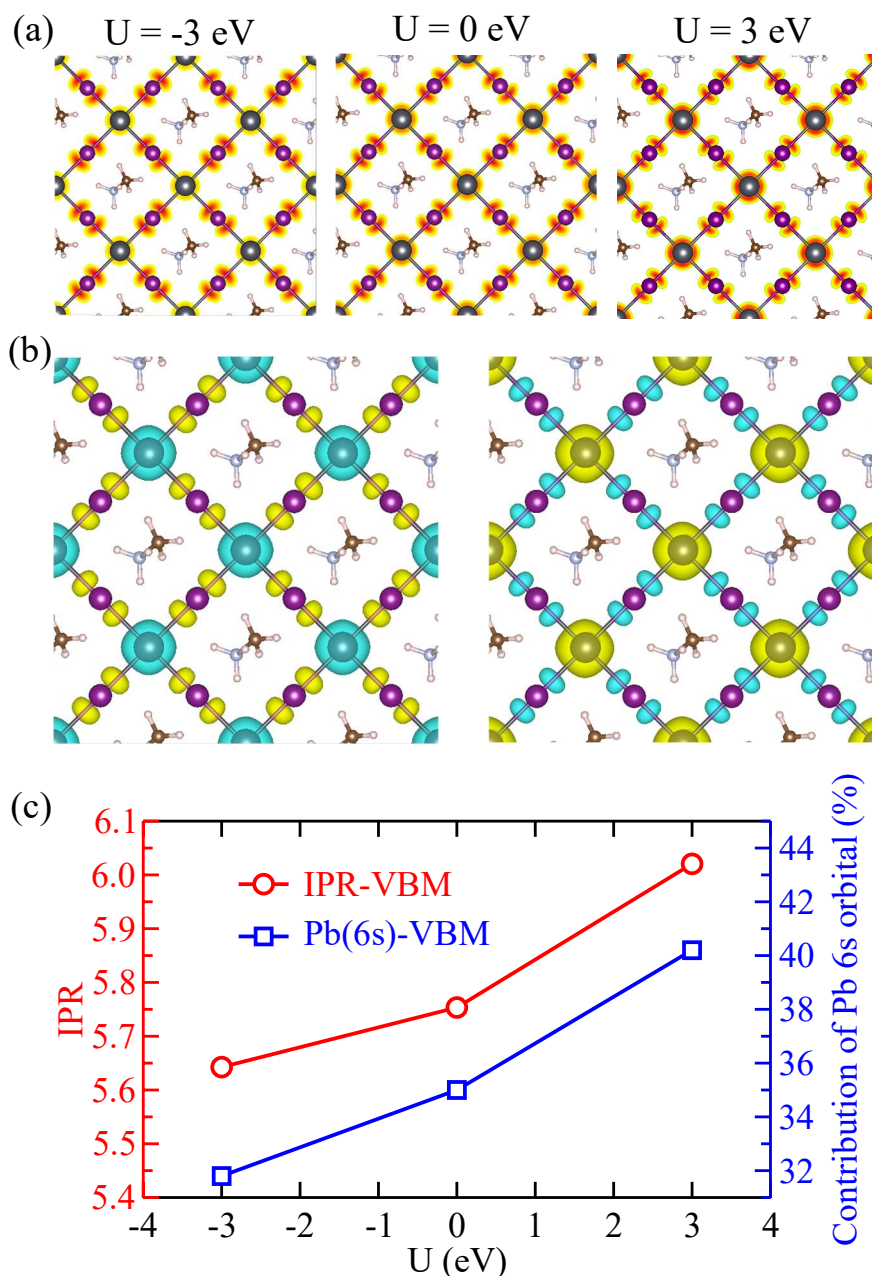 (a)
U = -3 eV
U = 0 eV
U = 3 eV
(b)
(c)
IPR
6.1
6.0
5.9
5.8
5.7
5.6
5.5
5.4
IPR-VBM
Pb(6s)-VBM
44
42
40
38
36
34
32
Contribution of Pb 6s orbital (%)
-4 -3 -2 -1 0 1 2 3 4
U (eV)